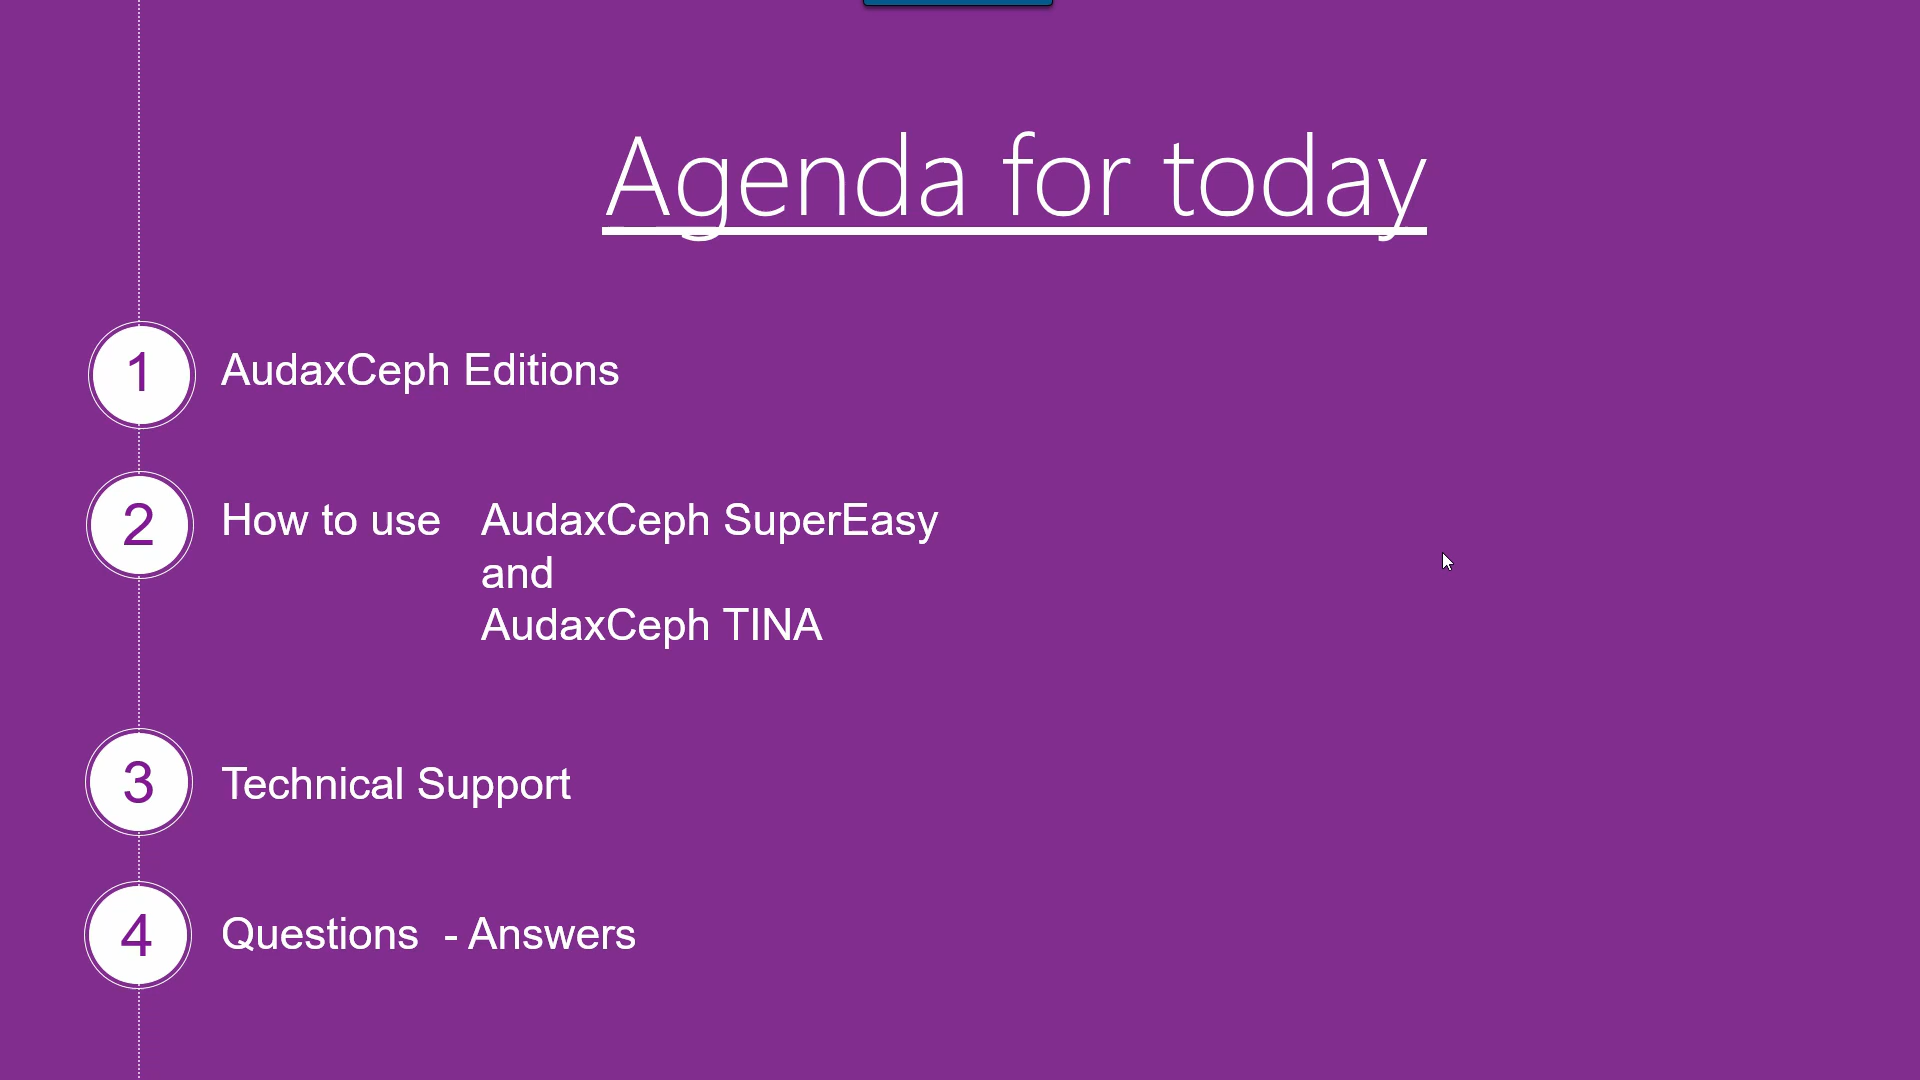 Agenda for today
1 AudaxCeph Editions
2 How to use AudaxCeph SuperEasy
and
AudaxCeph TINA
3 Technical Support
4 Questions - Answers